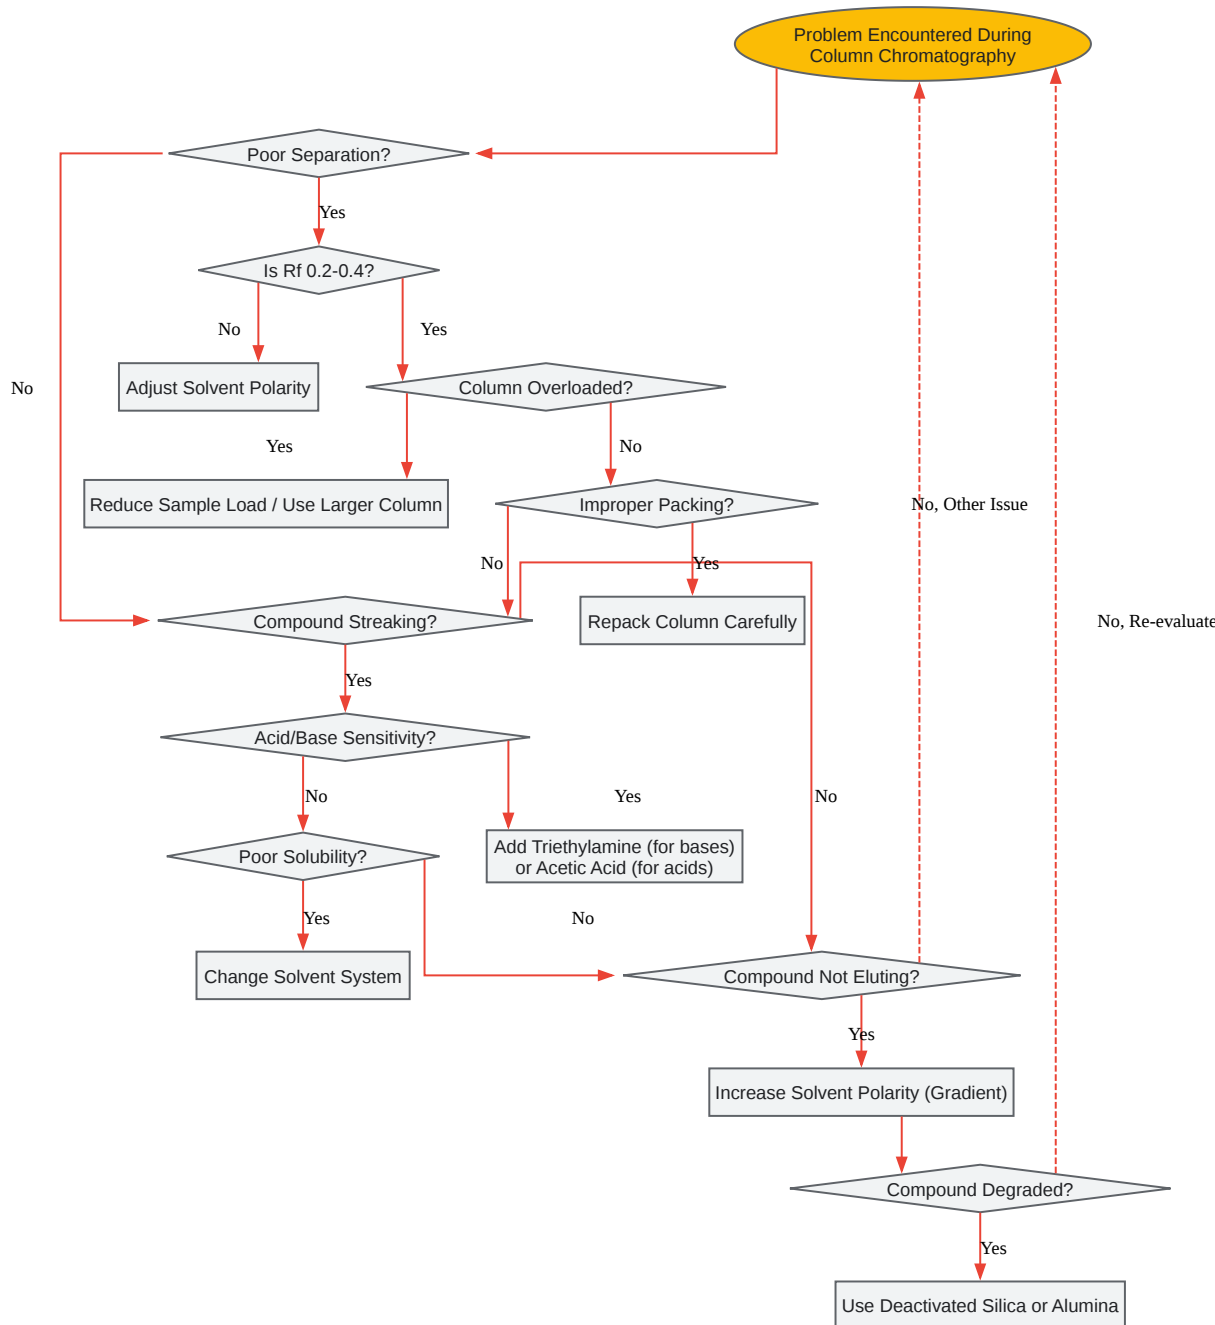 Problem Encountered During
Column Chromatography
Poor Separation?
Yes
Is Rf 0.2-0.4?
No
Yes
No
Adjust Solvent Polarity
Column Overloaded?
Yes
No
Reduce Sample Load / Use Larger Column
Improper Packing?
No, Other Issue
No
Yes
Compound Streaking?
Repack Column Carefully
No, Re-evaluate
Yes
Acid/Base Sensitivity?
No
Yes
No
Poor Solubility?
Add Triethylamine (for bases)
or Acetic Acid (for acids)
Yes
No
Change Solvent System
Compound Not Eluting?
Yes
Increase Solvent Polarity (Gradient)
Compound Degraded?
Yes
Use Deactivated Silica or Alumina